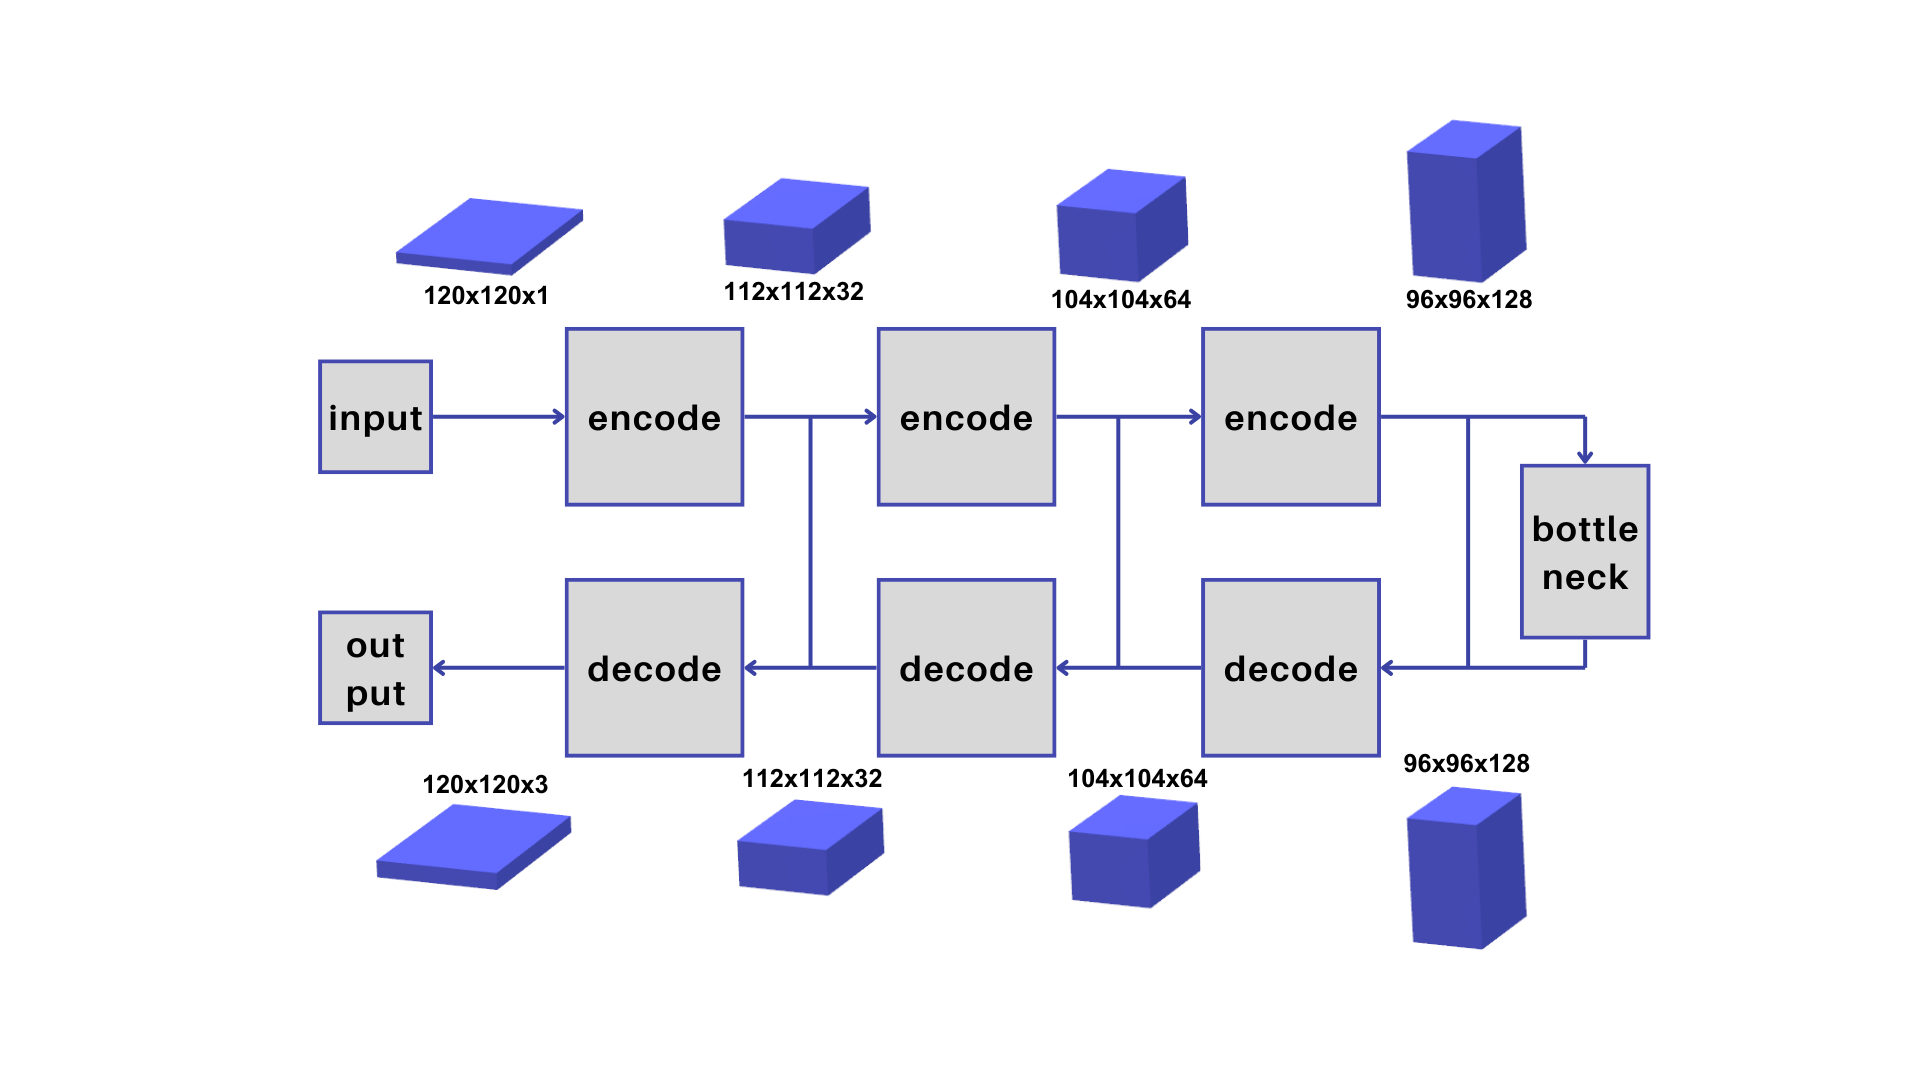 120x120x1
112x112x32
104x104x64
96x96x128
input
encode
encode
encode
bottle
neck
out
put
decode
decode
decode
120x120x3
112x112x32
104x104x64
96x96x128